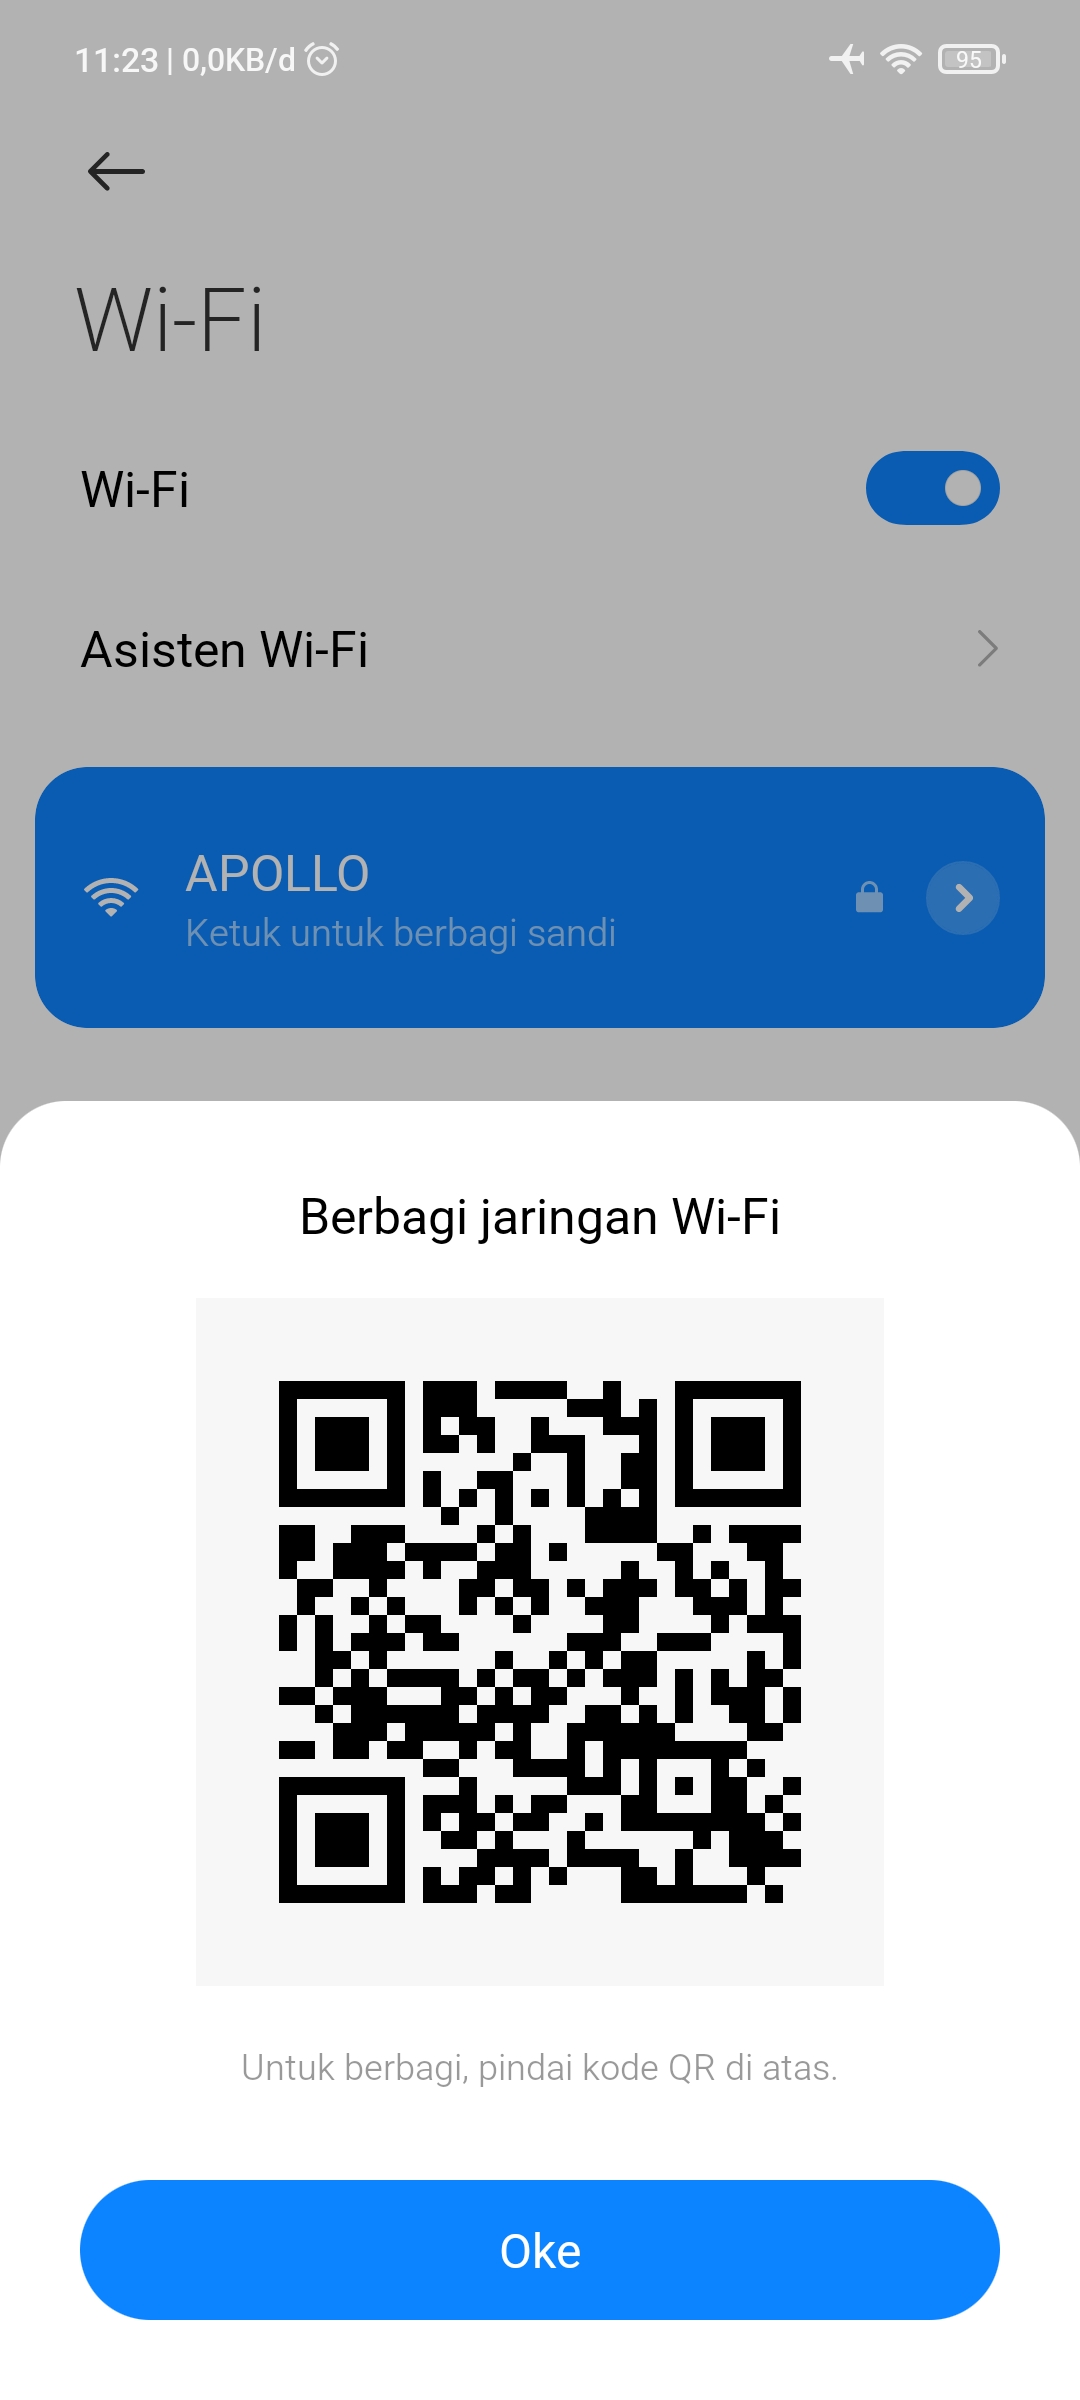 11:23 | 0,0KB/d
95
Wi-Fi
Wi-Fi
Asisten Wi-Fi
APOLLO
Ketuk untuk berbagi sandi
Berbagi jaringan Wi-Fi
Untuk berbagi, pindai kode QR di atas.
Oke